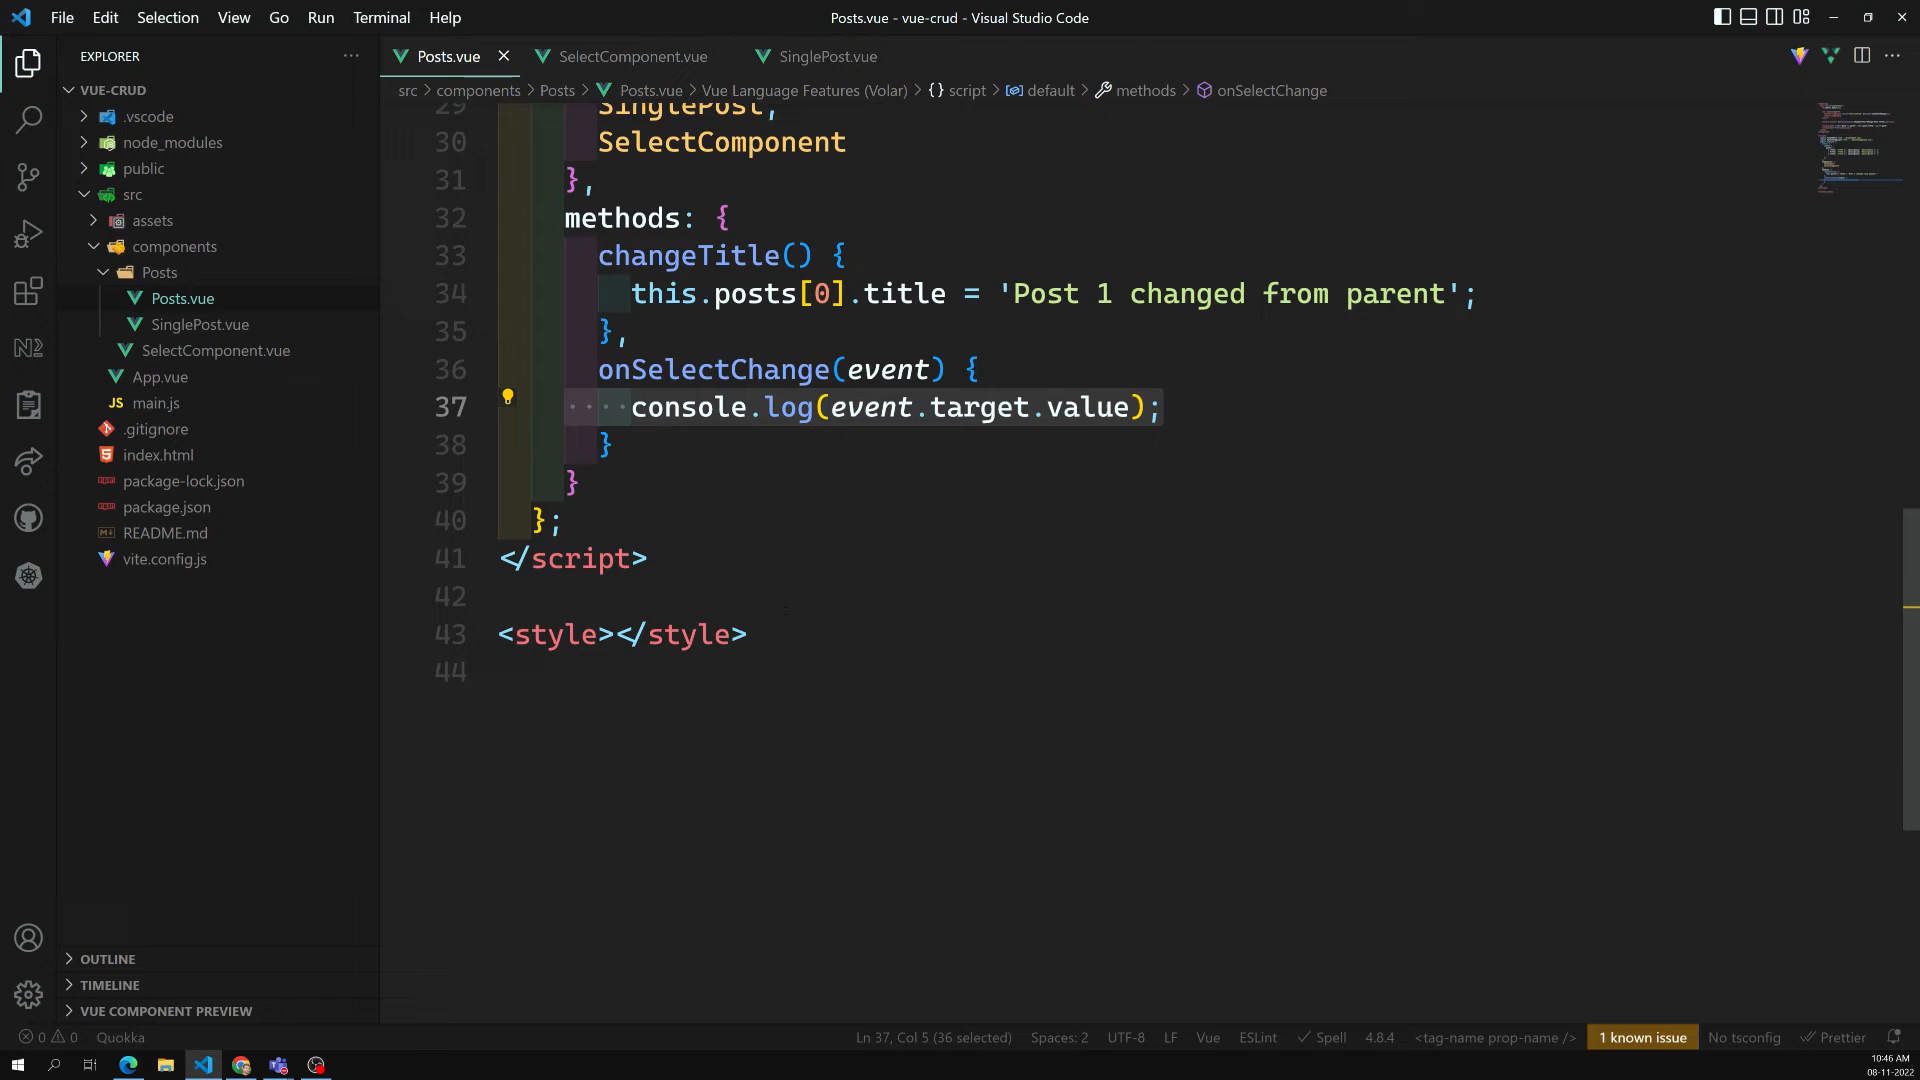 File Edit Selection View Go Run Terminal Help
Posts.vue - vue-crud - Visual Studio Code
EXPLORER
VUE-CRUD
.vscode
node_modules
public
src
assets
components
Posts
Posts.vue
SinglePost.vue
SelectComponent.vue
App.vue
JS main.js
.gitignore
index.html
package-lock.json
package.json
README.md
vite.config.js
OUTLINE
TIMELINE
VUE COMPONENT PREVIEW
Posts.vue SelectComponent.vue SinglePost.vue
src > components > Posts > Posts.vue > Vue Language Features (Volar) > {} script > default > methods > onSelectChange
29 SinglePost,
30 SelectComponent
31 },
32 methods: {
33 changeTitle() {
34 this.posts[0].title = 'Post 1 changed from parent';
35 },
36 onSelectChange(event) {
37 console.log(event.target.value);
38 }
39 }
40 };
41 </script>
42
43 <style></style>
44
0 0 Quokka Ln 37, Col 5 (36 selected) Spaces: 2 UTF-8 LF Vue ESLint Spell 4.8.4 <tag-name prop-name /> 1 known issue No tsconfig Prettier
10:46 AM
08-11-2022